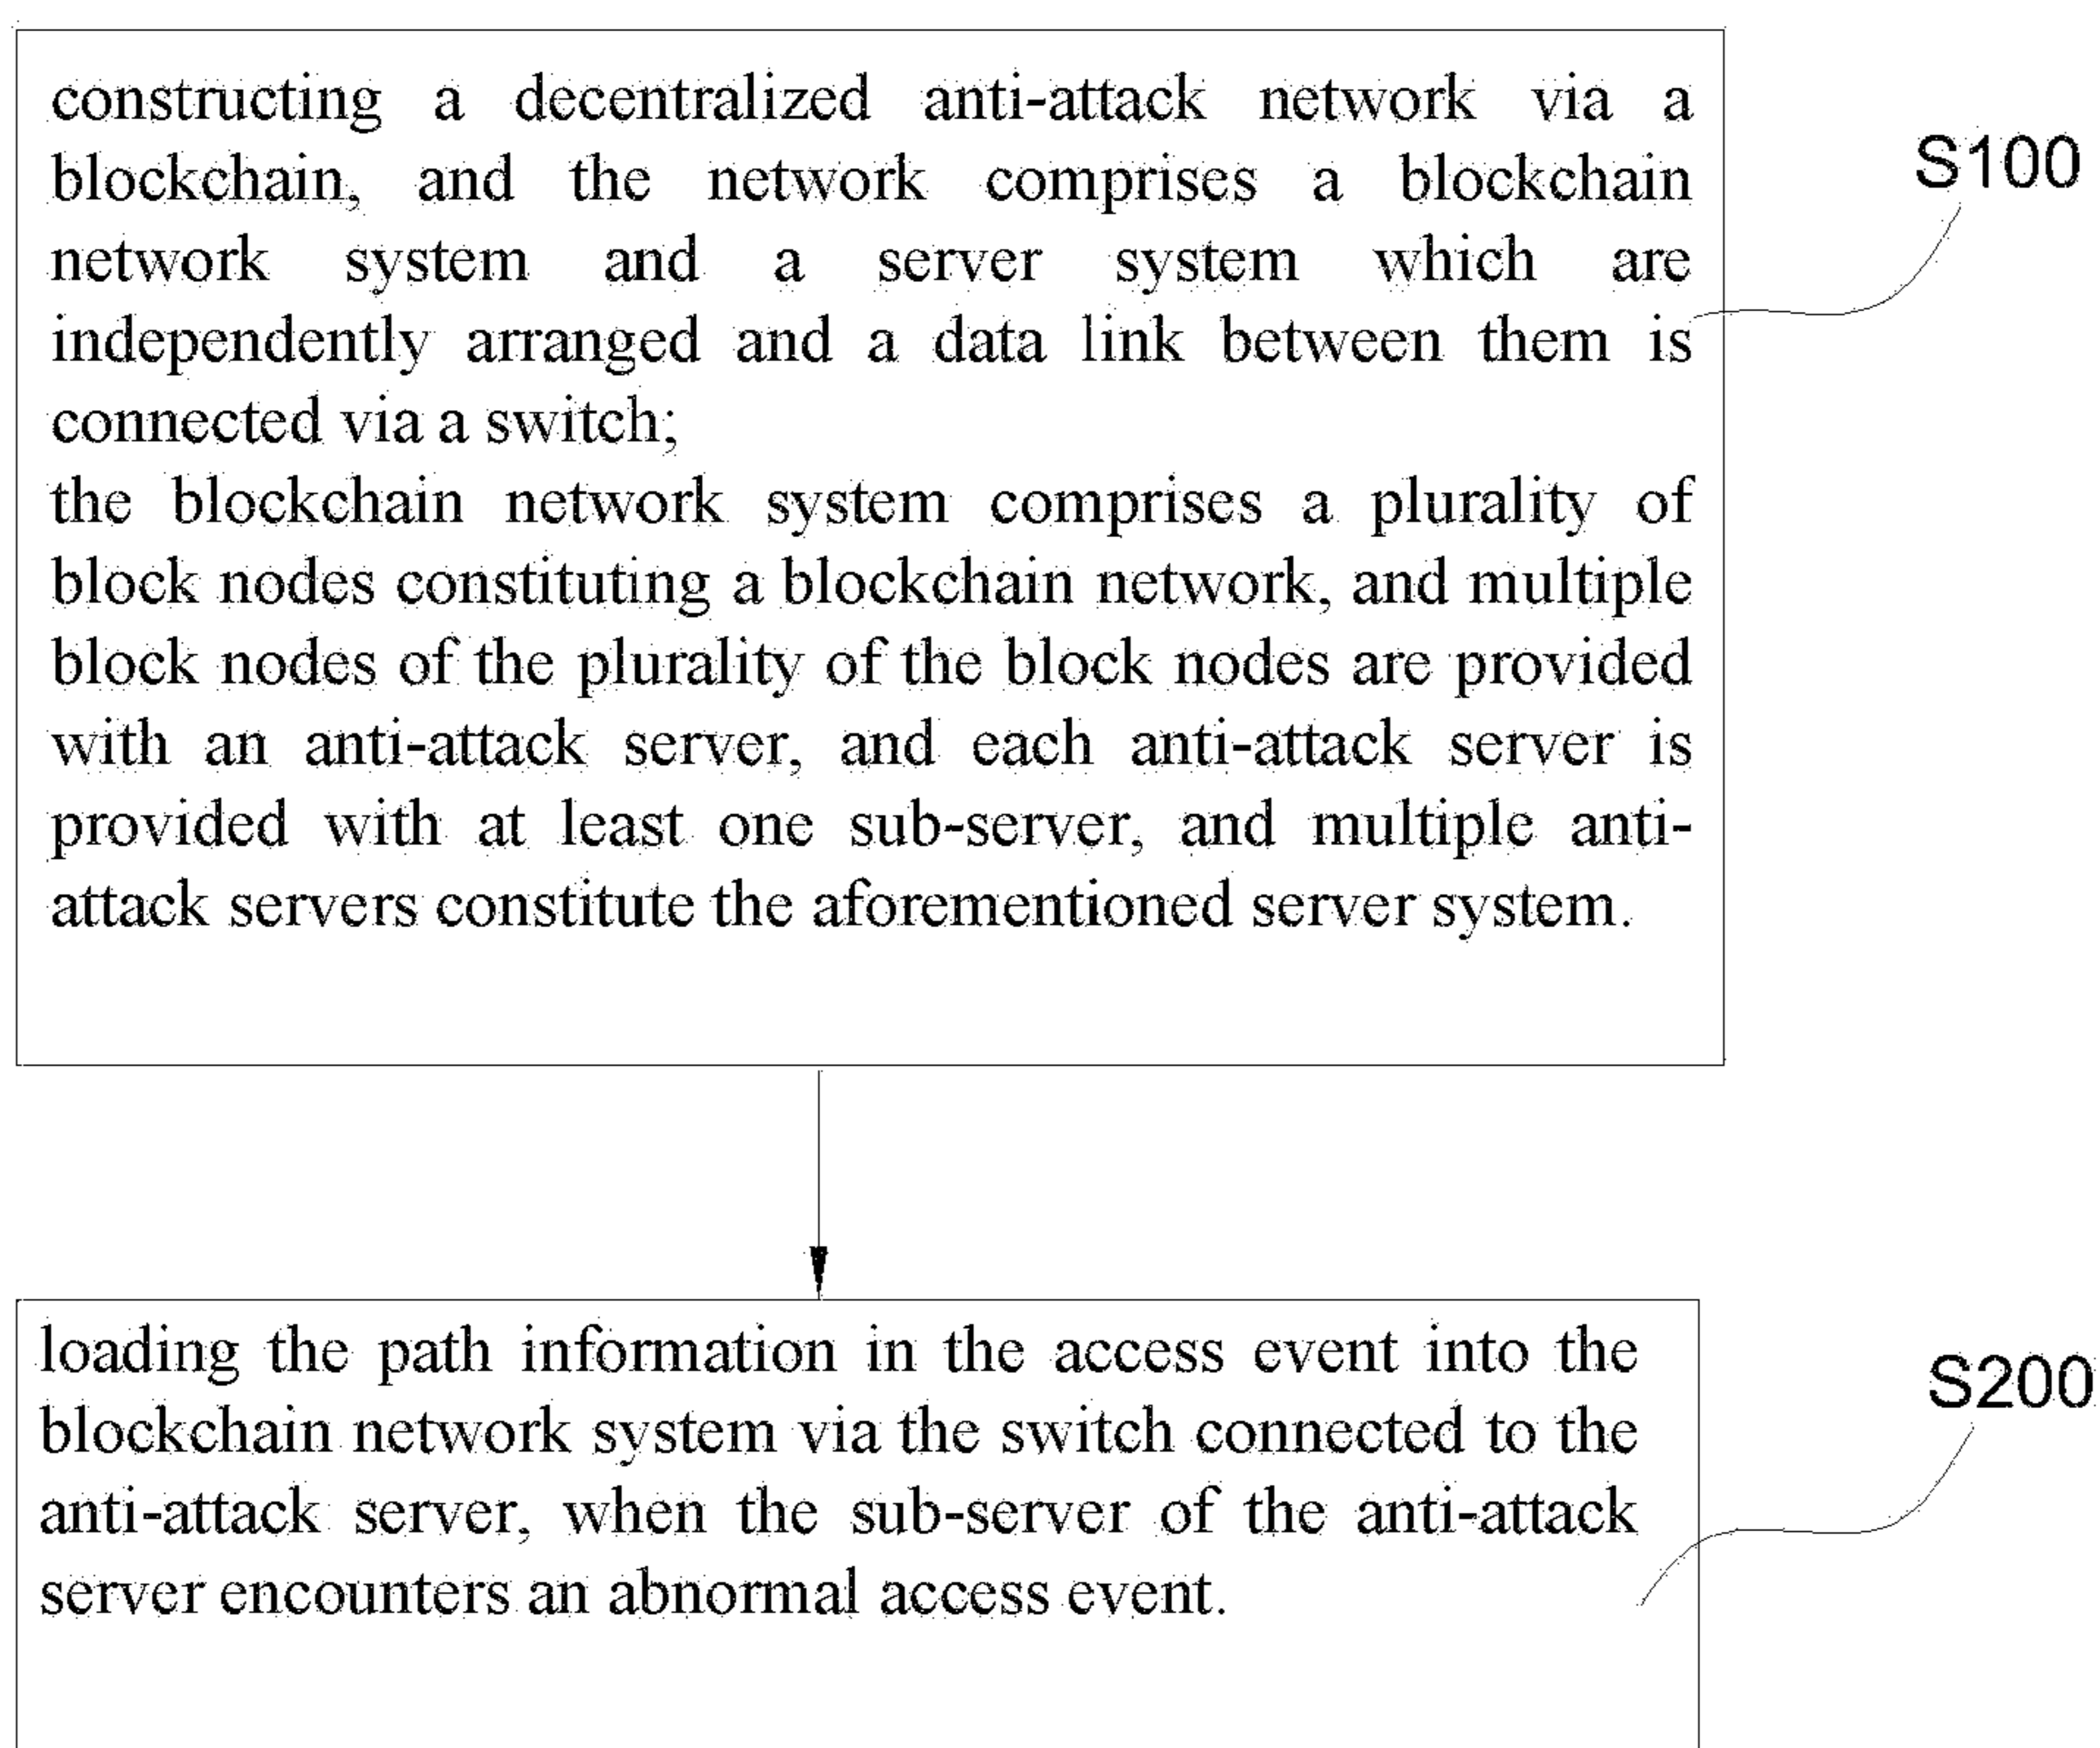 constructing a decentralized anti-attack network via a
blockchain, and the network comprises a blockchain
network system and a server system which are
independently arranged and a data link between them is
connected via a switch;
the blockchain network system comprises a plurality of
block nodes constituting a blockchain network, and multiple
block nodes of the plurality of the block nodes are provided
with an anti-attack server, and each anti-attack server is
provided with at least one sub-server, and multiple anti-
attack servers constitute the aforementioned server system.
S100
loading the path information in the access event into the
blockchain network system via the switch connected to the
anti-attack server, when the sub-server of the anti-attack
server encounters an abnormal access event.
S200